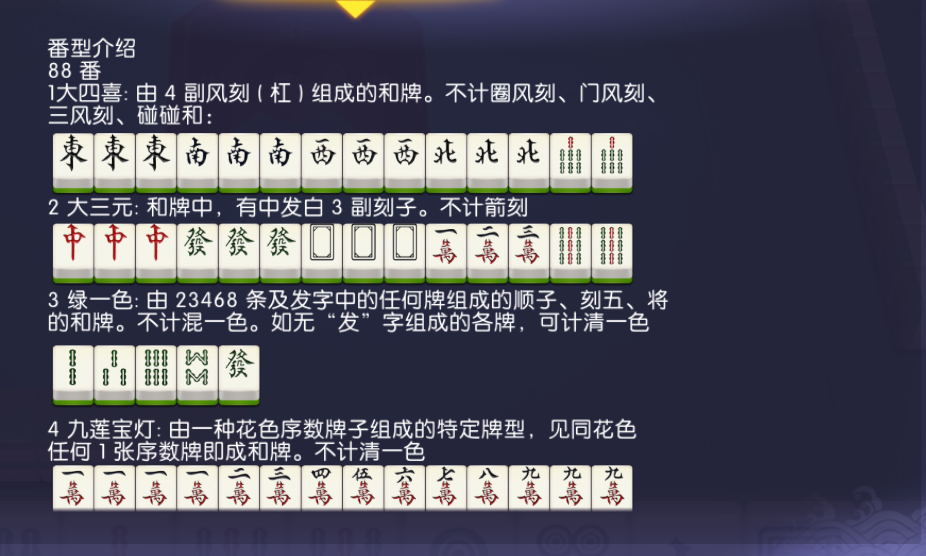 番型介绍
88 番
1大四喜: 由 4 副风刻 ( 杠 ) 组成的和牌。不计圈风刻、门风刻、
三风刻、碰碰和:
東 東 東 南 南 南 西 西 西 北 北 北
2 大三元: 和牌中，有中发白 3 副刻子。不计箭刻
中 中 中 發 發 發 一萬 二萬 三萬
3 绿一色: 由 23468 条及发字中的任何牌组成的顺子、刻五、将
的和牌。不计混一色。如无 “发” 字组成的各牌，可计清一色
發
4 九莲宝灯: 由一种花色序数牌子组成的特定牌型，见同花色
任何 1 张序数牌即成和牌。不计清一色
一萬 一萬 一萬 一萬 二萬 三萬 四萬 伍萬 六萬 七萬 八萬 九萬 九萬 九萬